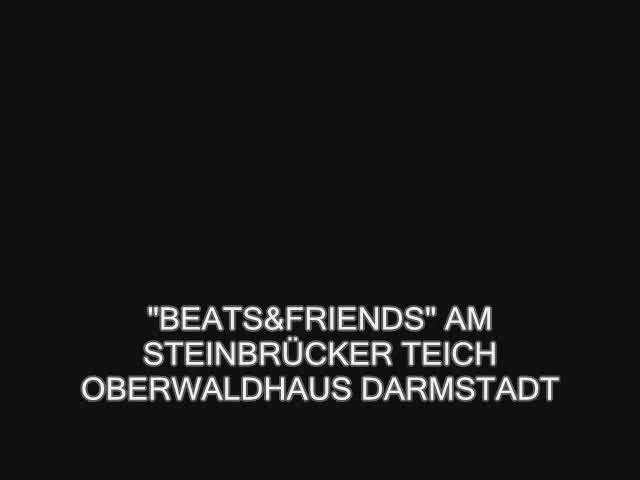 "BEATS&FRIENDS" AM
STEINBRÜCKER TEICH
OBERWALDHAUS DARMSTADT